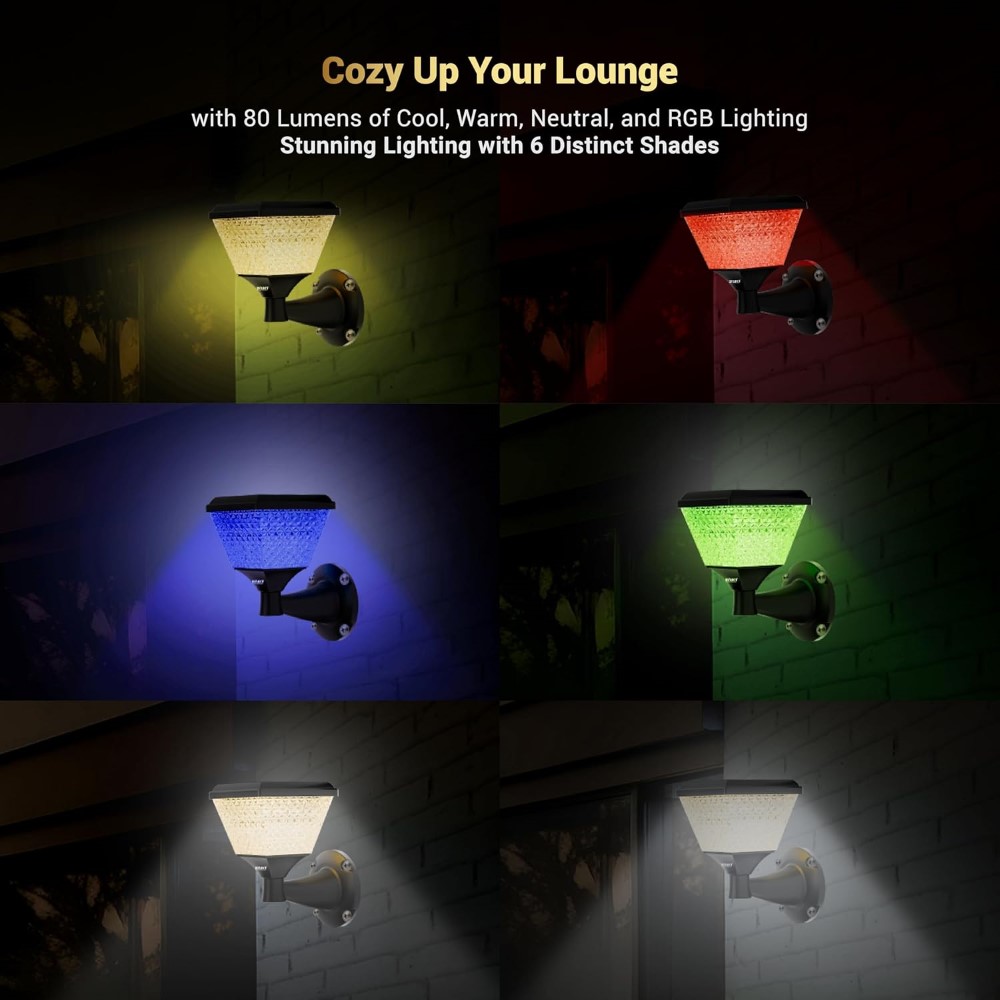 Cozy Up Your Lounge
with 80 Lumens of Cool, Warm, Neutral, and RGB Lighting
Stunning Lighting with 6 Distinct Shades